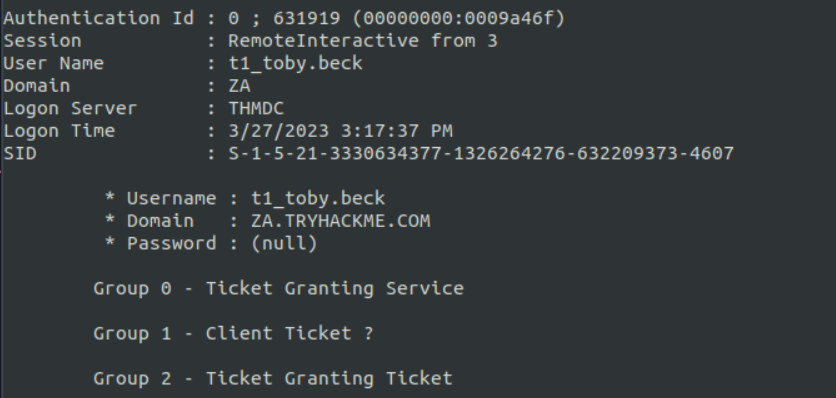 Authentication Id : 0 ; 631919 (00000000:0009a46f)
Session           : RemoteInteractive from 3
User Name         : t1_toby.beck
Domain            : ZA
Logon Server      : THMDC
Logon Time        : 3/27/2023 3:17:37 PM
SID               : S-1-5-21-3330634377-1326264276-632209373-4607
* Username : t1_toby.beck
* Domain   : ZA.TRYHACKME.COM
* Password : (null)
Group 0 - Ticket Granting Service
Group 1 - Client Ticket ?
Group 2 - Ticket Granting Ticket